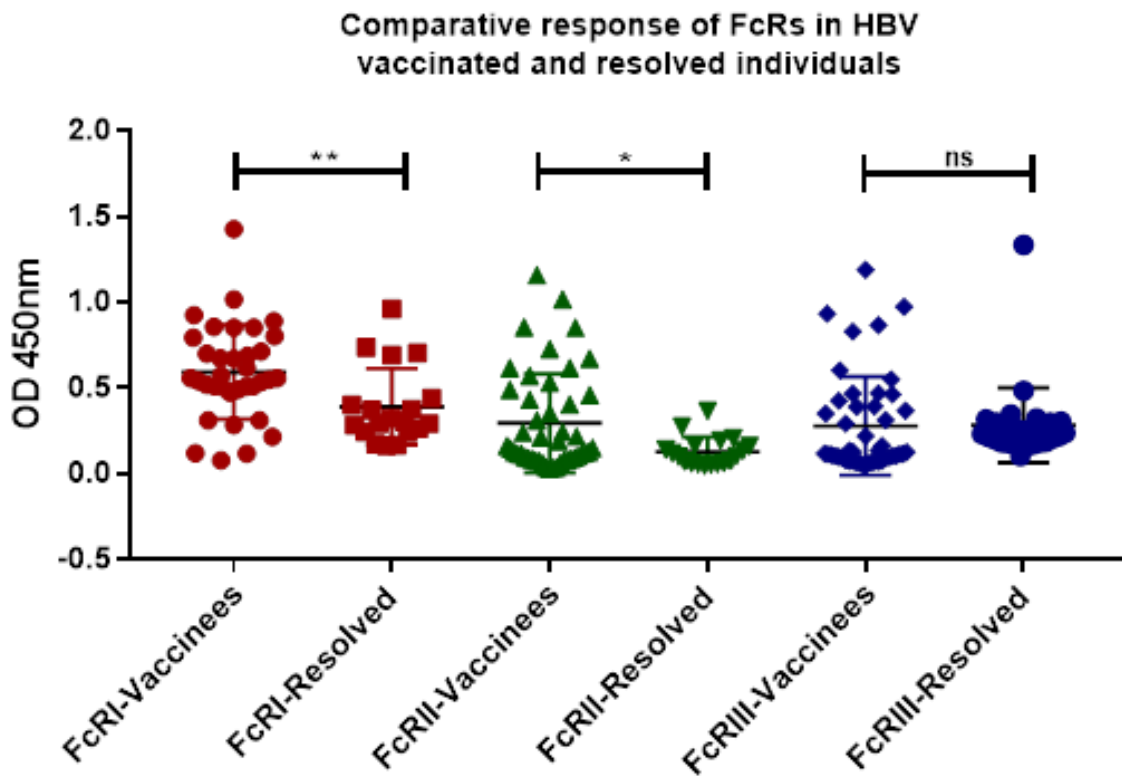 Comparative response of FcRs in HBV
vaccinated and resolved individuals
2.0
1.5
1.0
0.5
0.0
-0.5
OD 450nm
**
*
ns
FcRI-Vaccinees
FcRI-Resolved
FcRII-Vaccinees
FcRII-Resolved
FcRIII-Vaccinees
FcRIII-Resolved